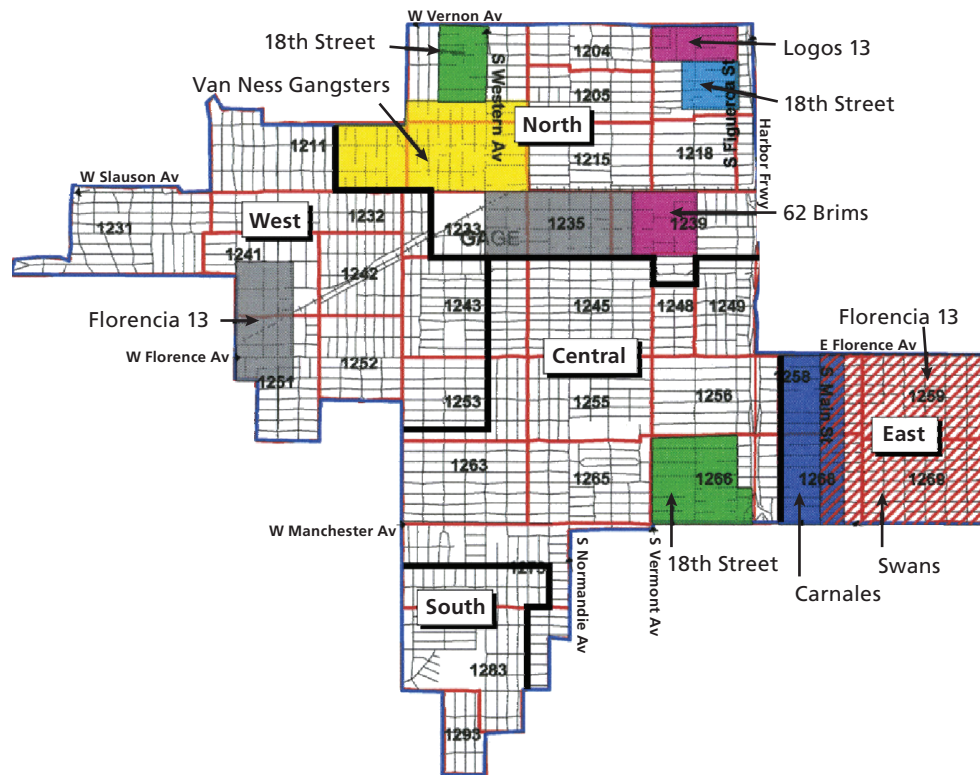 W Vernon Av
18th Street
Logos 13
1204
S Western Av
S Figueroa St
Van Ness Gangsters
1205
18th Street
North
Harbor Frwy
1211
1215
1218
W Slauson Av
1231
West
1232
1233
1235
1239
62 Brims
GAGE
1241
1242
1243
1245
1248
1249
Florencia 13
Florencia 13
E Florence Av
W Florence Av
Central
1251
1252
1253
1255
1256
1258
S Main St
1259
East
1263
1265
1266
1268
1269
W Manchester Av
S Normandie Av
S Vermont Av
18th Street
Swans
Carnales
1273
South
1283
1293